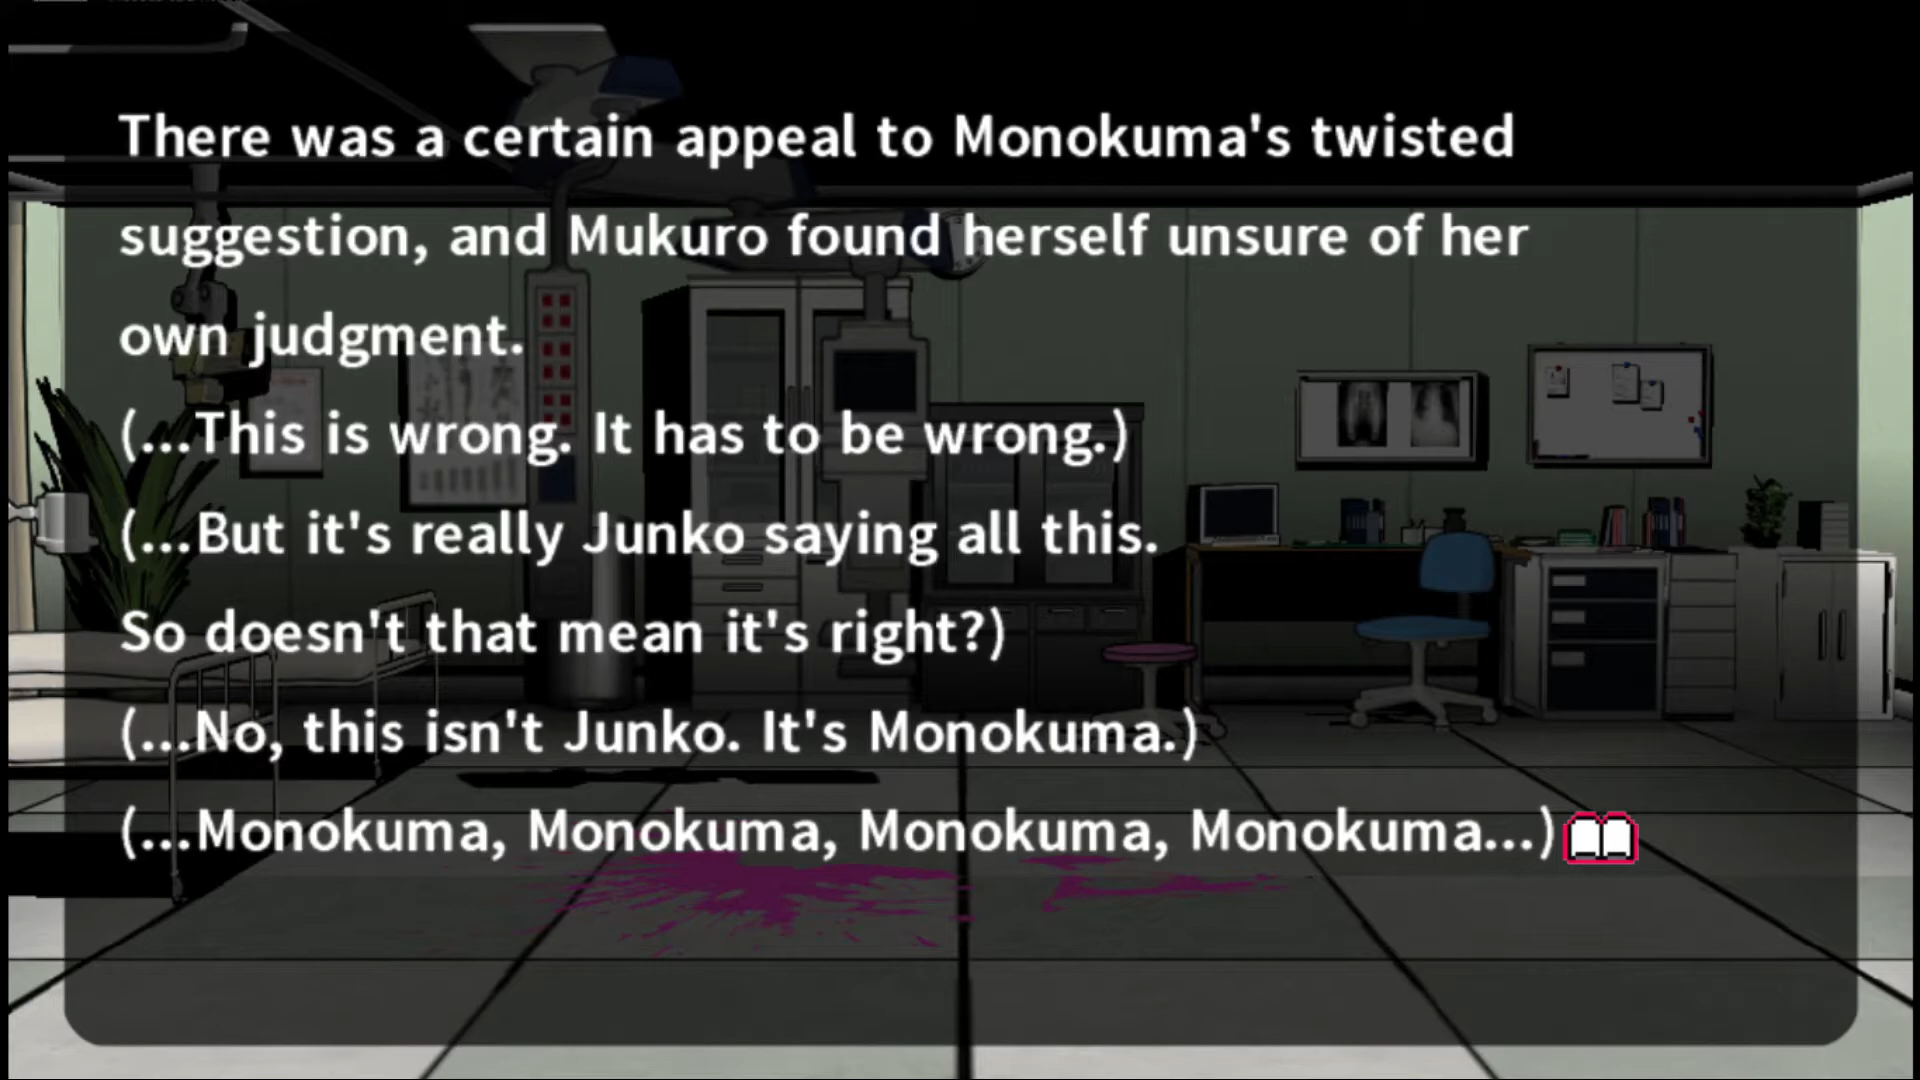 There was a certain appeal to Monokuma's twisted
suggestion, and Mukuro found herself unsure of her
own judgment.
(...This is wrong. It has to be wrong.)
(...But it's really Junko saying all this.
So doesn't that mean it's right?)
(...No, this isn't Junko. It's Monokuma.)
(...Monokuma, Monokuma, Monokuma, Monokuma...)